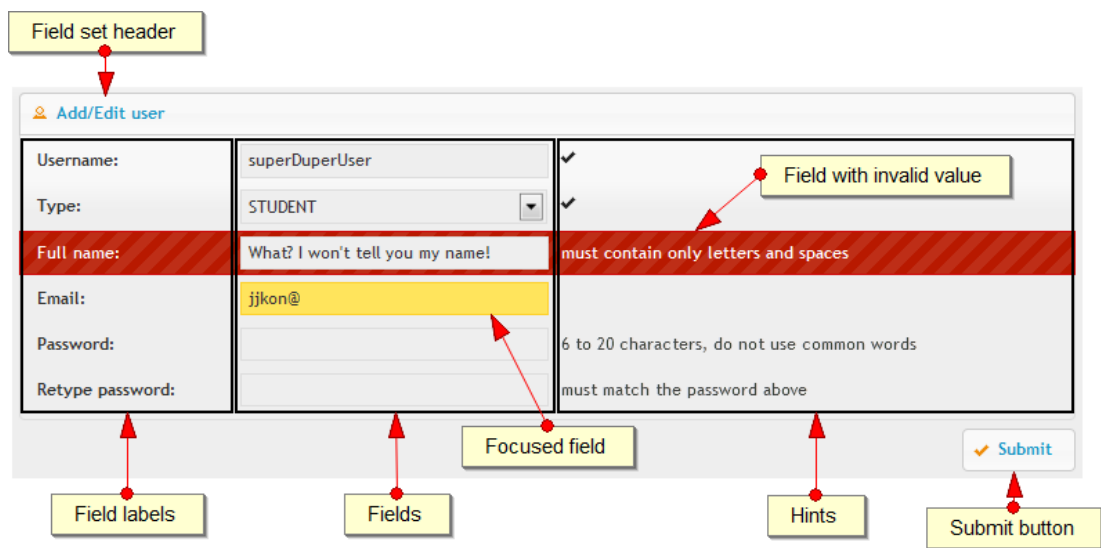 Field set header
Add/Edit user
Username:
superDuperUser
Field with invalid value
Type:
STUDENT
Full name:
What? I won't tell you my name!
must contain only letters and spaces
Email:
jjkon@
Password:
6 to 20 characters, do not use common words
Retype password:
must match the password above
Focused field
Submit
Field labels
Fields
Hints
Submit button